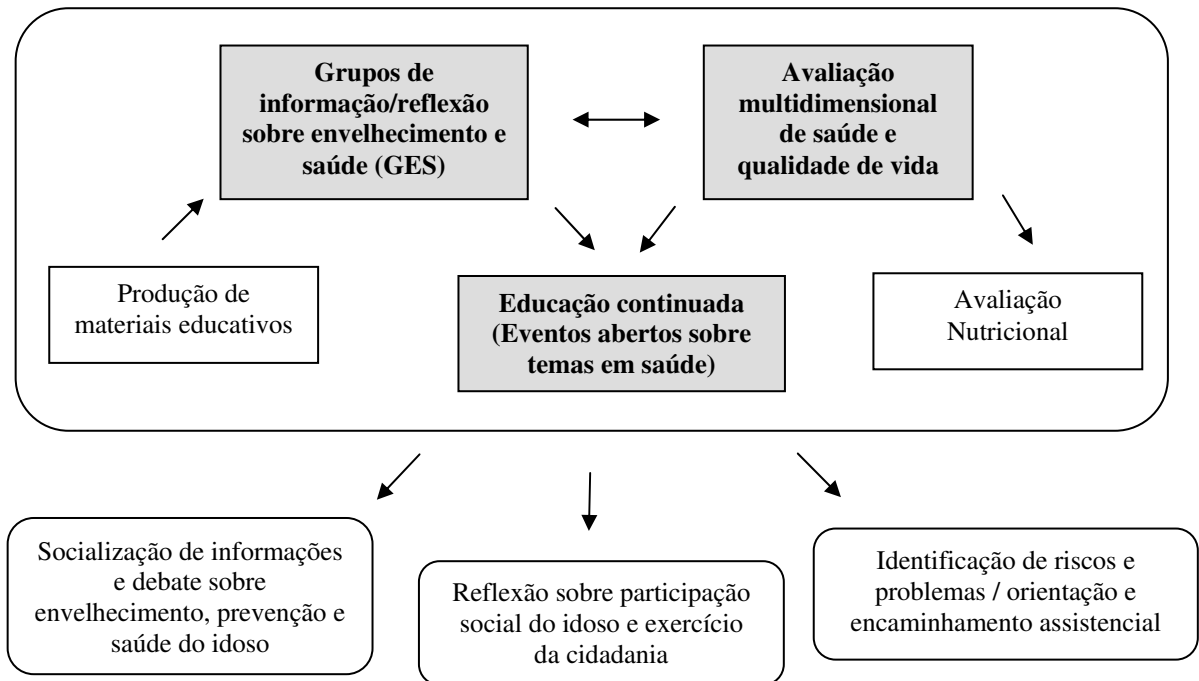 Grupos de
informação/reflexão
sobre envelhecimento e
saúde (GES)
Avaliação
multidimensional
de saúde e
qualidade de vida
Produção de
materiais educativos
Educação continuada
(Eventos abertos sobre
temas em saúde)
Avaliação
Nutricional
Socialização de informações
e debate sobre
envelhecimento, prevenção e
saúde do idoso
Reflexão sobre participação
social do idoso e exercício
da cidadania
Identificação de riscos e
problemas / orientação e
encaminhamento assistencial